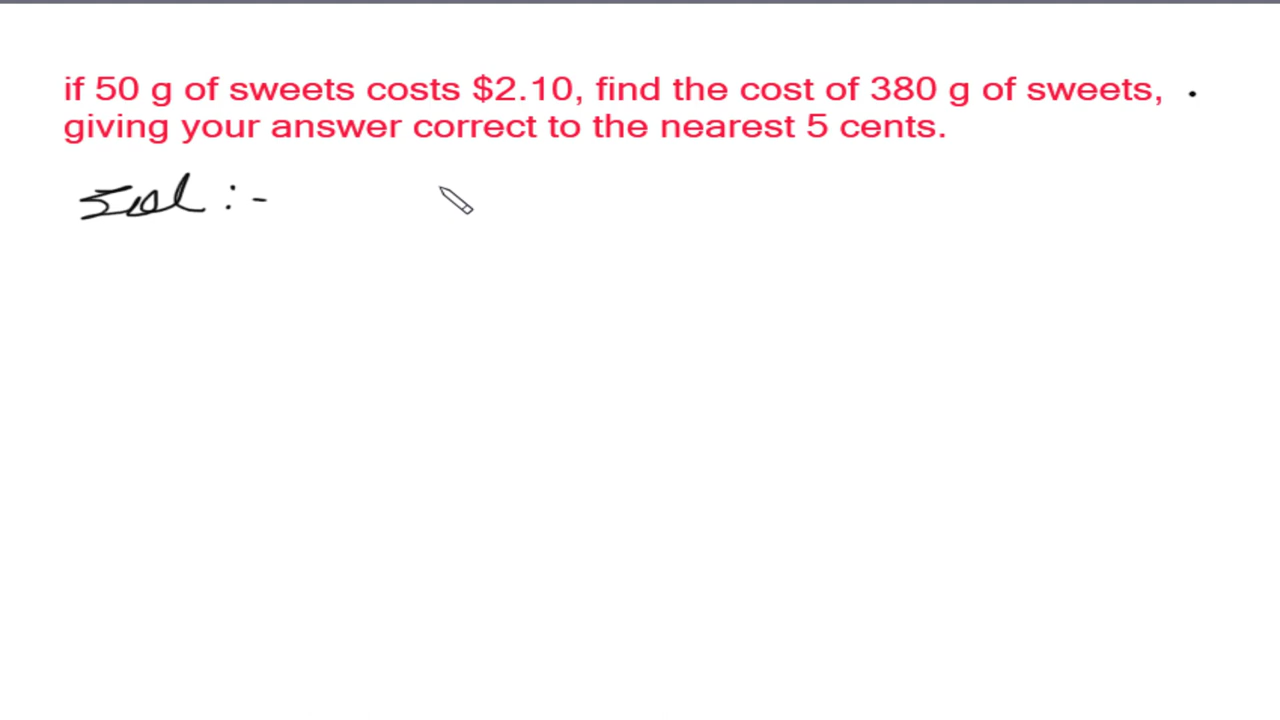 if 50 g of sweets costs $2.10, find the cost of 380 g of sweets,
giving your answer correct to the nearest 5 cents.
Sol :-